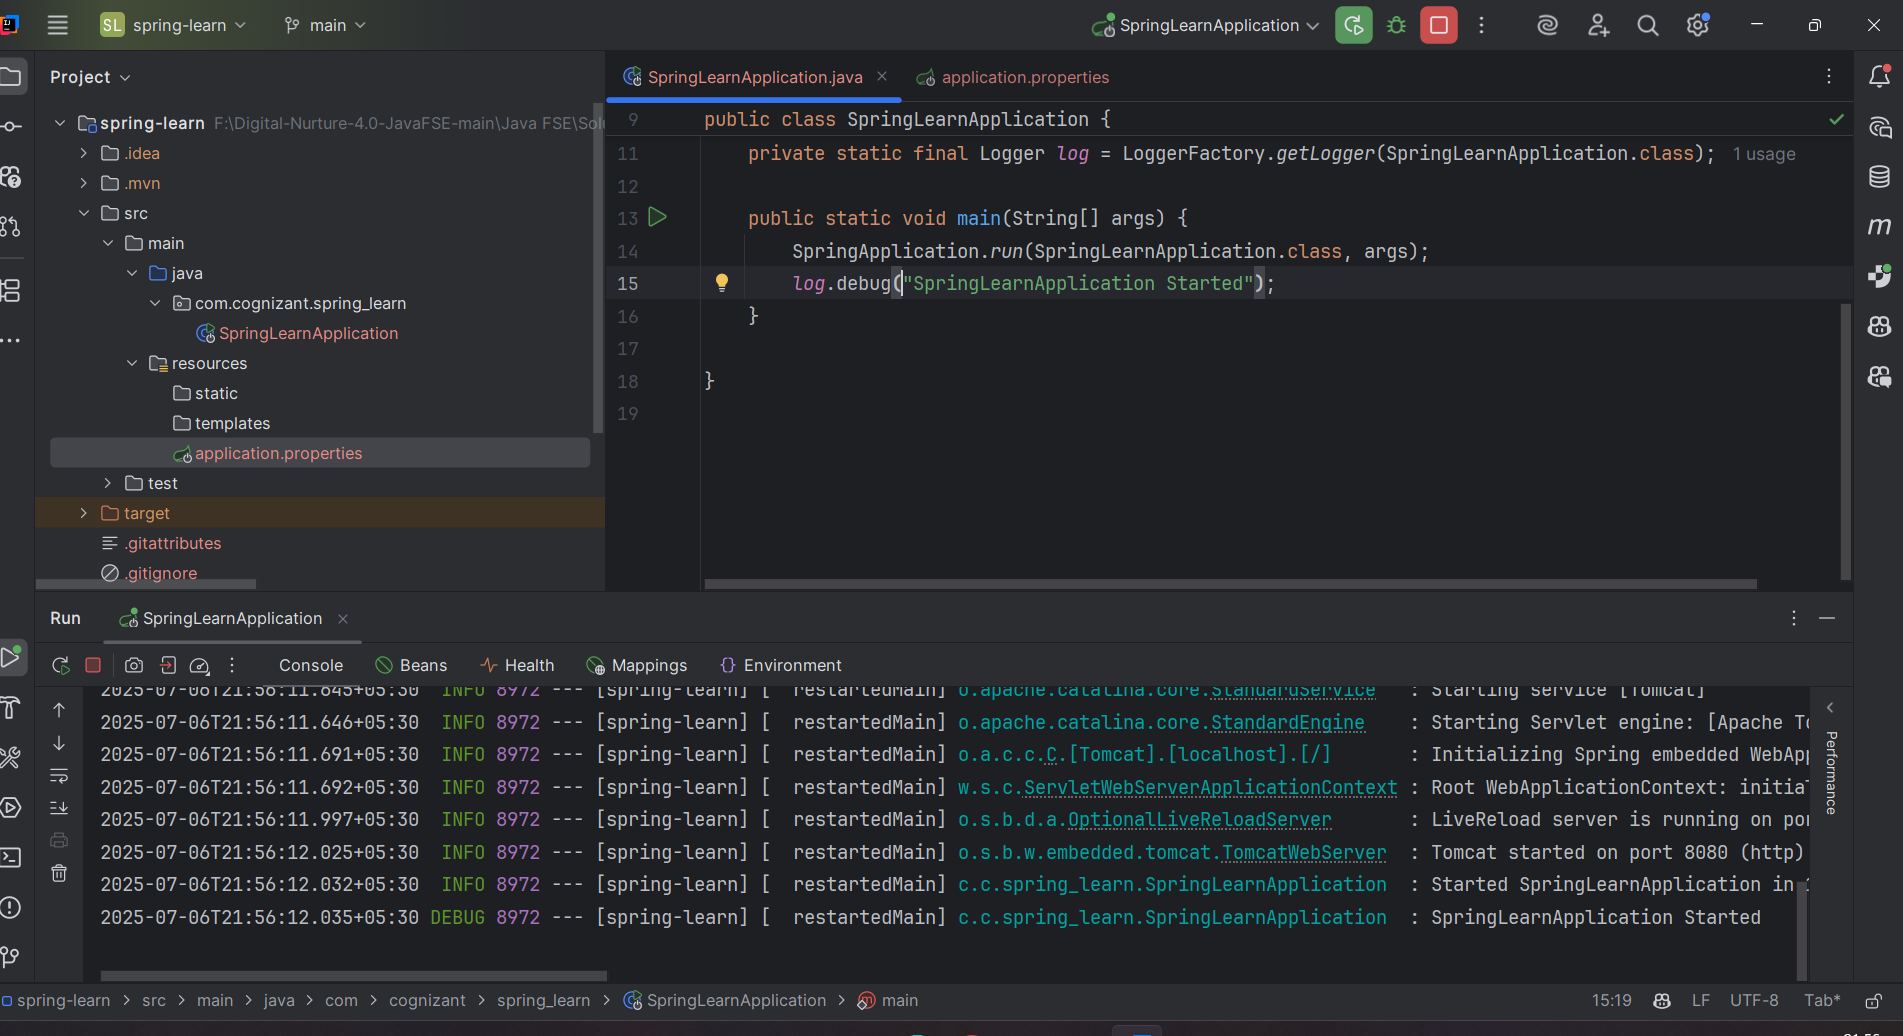 SL spring-learn main SpringLearnApplication
Project
SpringLearnApplication.java application.properties
spring-learn F:\Digital-Nurture-4.0-JavaFSE-main\Java FSE\Solu
.idea
.mvn
src
main
java
com.cognizant.spring_learn
SpringLearnApplication
resources
static
templates
application.properties
test
target
.gitattributes
.gitignore
9 public class SpringLearnApplication {
11 private static final Logger log = LoggerFactory.getLogger(SpringLearnApplication.class); 1 usage
12
13 public static void main(String[] args) {
14 SpringApplication.run(SpringLearnApplication.class, args);
15 log.debug("SpringLearnApplication Started");
16 }
17
18 }
19
Run SpringLearnApplication
Console Beans Health Mappings Environment
2025-07-06T21:56:11.645+05:30 INFO 8972 --- [spring-learn] [ restartedMain] o.apache.catalina.core.StandardService : Starting service [Tomcat]
2025-07-06T21:56:11.646+05:30 INFO 8972 --- [spring-learn] [ restartedMain] o.apache.catalina.core.StandardEngine : Starting Servlet engine: [Apache To
2025-07-06T21:56:11.691+05:30 INFO 8972 --- [spring-learn] [ restartedMain] o.a.c.c.C.[Tomcat].[localhost].[/] : Initializing Spring embedded WebApp
2025-07-06T21:56:11.692+05:30 INFO 8972 --- [spring-learn] [ restartedMain] w.s.c.ServletWebServerApplicationContext : Root WebApplicationContext: initia
2025-07-06T21:56:11.997+05:30 INFO 8972 --- [spring-learn] [ restartedMain] o.s.b.d.a.OptionalLiveReloadServer : LiveReload server is running on por
2025-07-06T21:56:12.025+05:30 INFO 8972 --- [spring-learn] [ restartedMain] o.s.b.w.embedded.tomcat.TomcatWebServer : Tomcat started on port 8080 (http)
2025-07-06T21:56:12.032+05:30 INFO 8972 --- [spring-learn] [ restartedMain] c.c.spring_learn.SpringLearnApplication : Started SpringLearnApplication in
2025-07-06T21:56:12.035+05:30 DEBUG 8972 --- [spring-learn] [ restartedMain] c.c.spring_learn.SpringLearnApplication : SpringLearnApplication Started
Performance
spring-learn > src > main > java > com > cognizant > spring_learn > SpringLearnApplication > main 15:19 LF UTF-8 Tab*